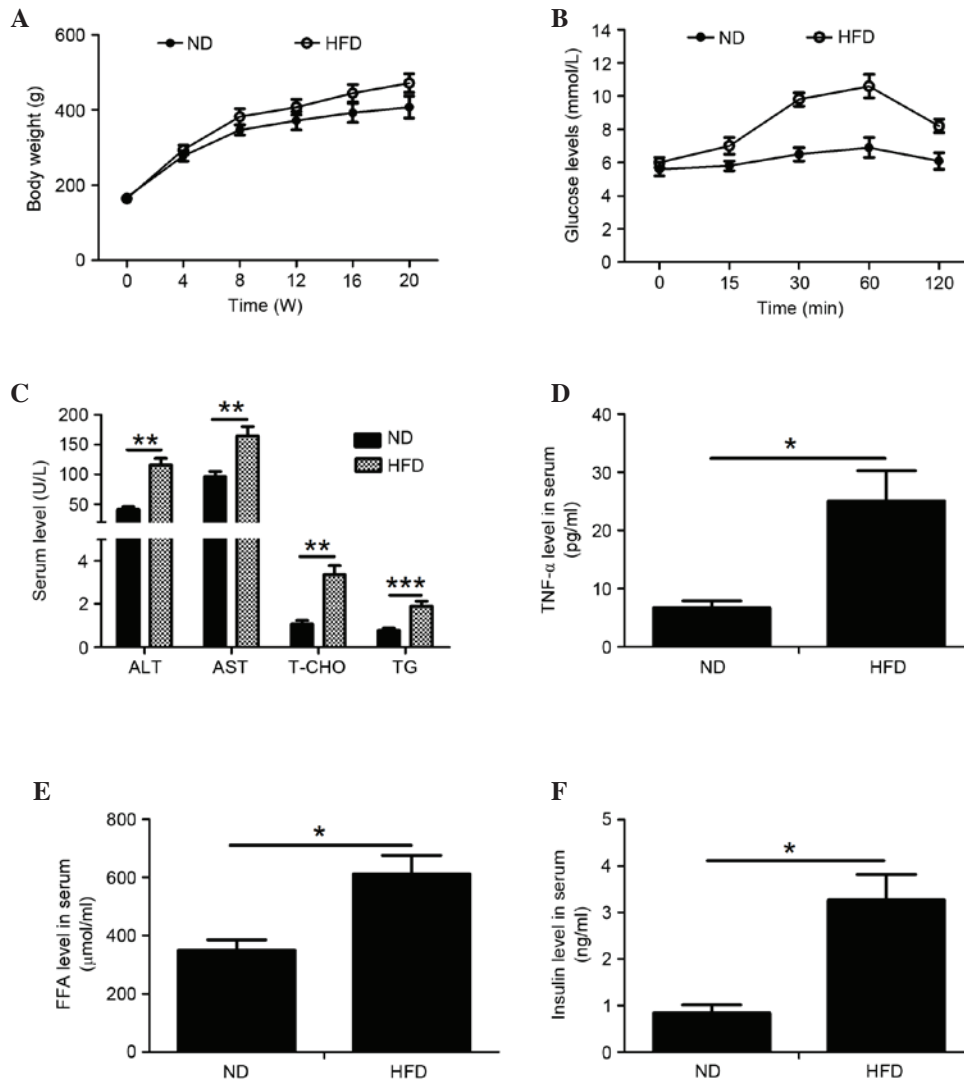 A
ND
HFD
600
400
200
0
Body weight (g)
0 4 8 12 16 20
Time (W)
B
ND
HFD
14
12
10
8
6
4
2
0
Glucose levels (mmol/L)
0 15 30 60 120
Time (min)
C
200
150
100
50
4
2
0
Serum level (U/L)
**
**
**
***
ND
HFD
ALT AST T-CHO TG
D
40
30
20
10
0
TNF-α level in serum
(pg/ml)
*
ND HFD
E
800
600
400
200
0
FFA level in serum
(μmol/ml)
*
ND HFD
F
5
4
3
2
1
0
Insulin level in serum
(ng/ml)
*
ND HFD